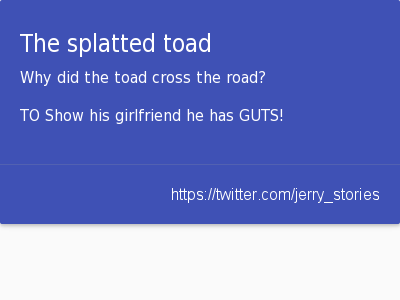 The splatted toad
Why did the toad cross the road?
TO Show his girlfriend he has GUTS!
https://twitter.com/jerry_stories